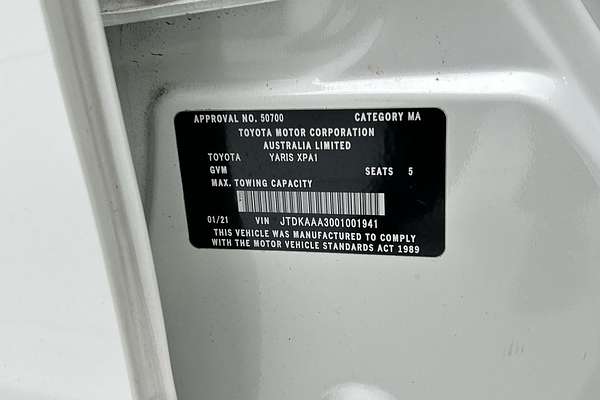 APPROVAL NO. 50700 CATEGORY MA
TOYOTA MOTOR CORPORATION
AUSTRALIA LIMITED
TOYOTA YARIS XPA1
GVM SEATS 5
MAX. TOWING CAPACITY
01/21 VIN JTDKAAA3001001941
THIS VEHICLE WAS MANUFACTURED TO COMPLY
WITH THE MOTOR VEHICLE STANDARDS ACT 1989